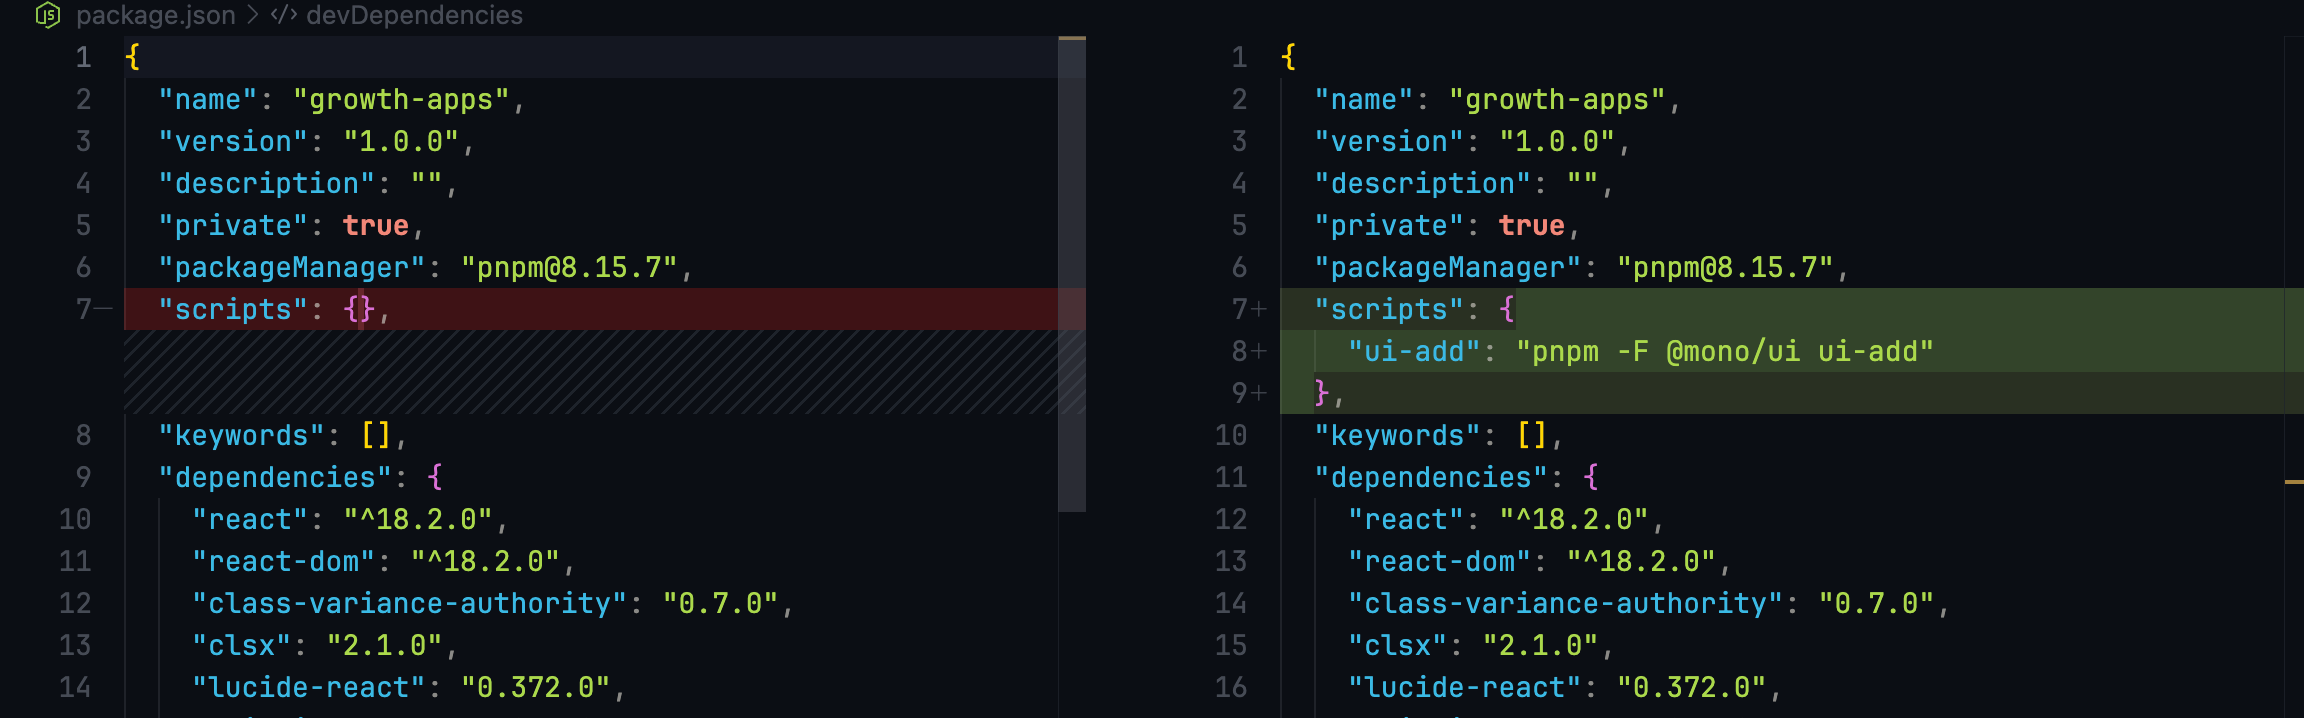 package.json > </> devDependencies
1 {
2 "name": "growth-apps",
3 "version": "1.0.0",
4 "description": "",
5 "private": true,
6 "packageManager": "pnpm@8.15.7",
7— "scripts": {},
8 "keywords": [],
9 "dependencies": {
10 "react": "^18.2.0",
11 "react-dom": "^18.2.0",
12 "class-variance-authority": "0.7.0",
13 "clsx": "2.1.0",
14 "lucide-react": "0.372.0",
1 {
2 "name": "growth-apps",
3 "version": "1.0.0",
4 "description": "",
5 "private": true,
6 "packageManager": "pnpm@8.15.7",
7+ "scripts": {
8+ "ui-add": "pnpm -F @mono/ui ui-add"
9+ },
10 "keywords": [],
11 "dependencies": {
12 "react": "^18.2.0",
13 "react-dom": "^18.2.0",
14 "class-variance-authority": "0.7.0",
15 "clsx": "2.1.0",
16 "lucide-react": "0.372.0",